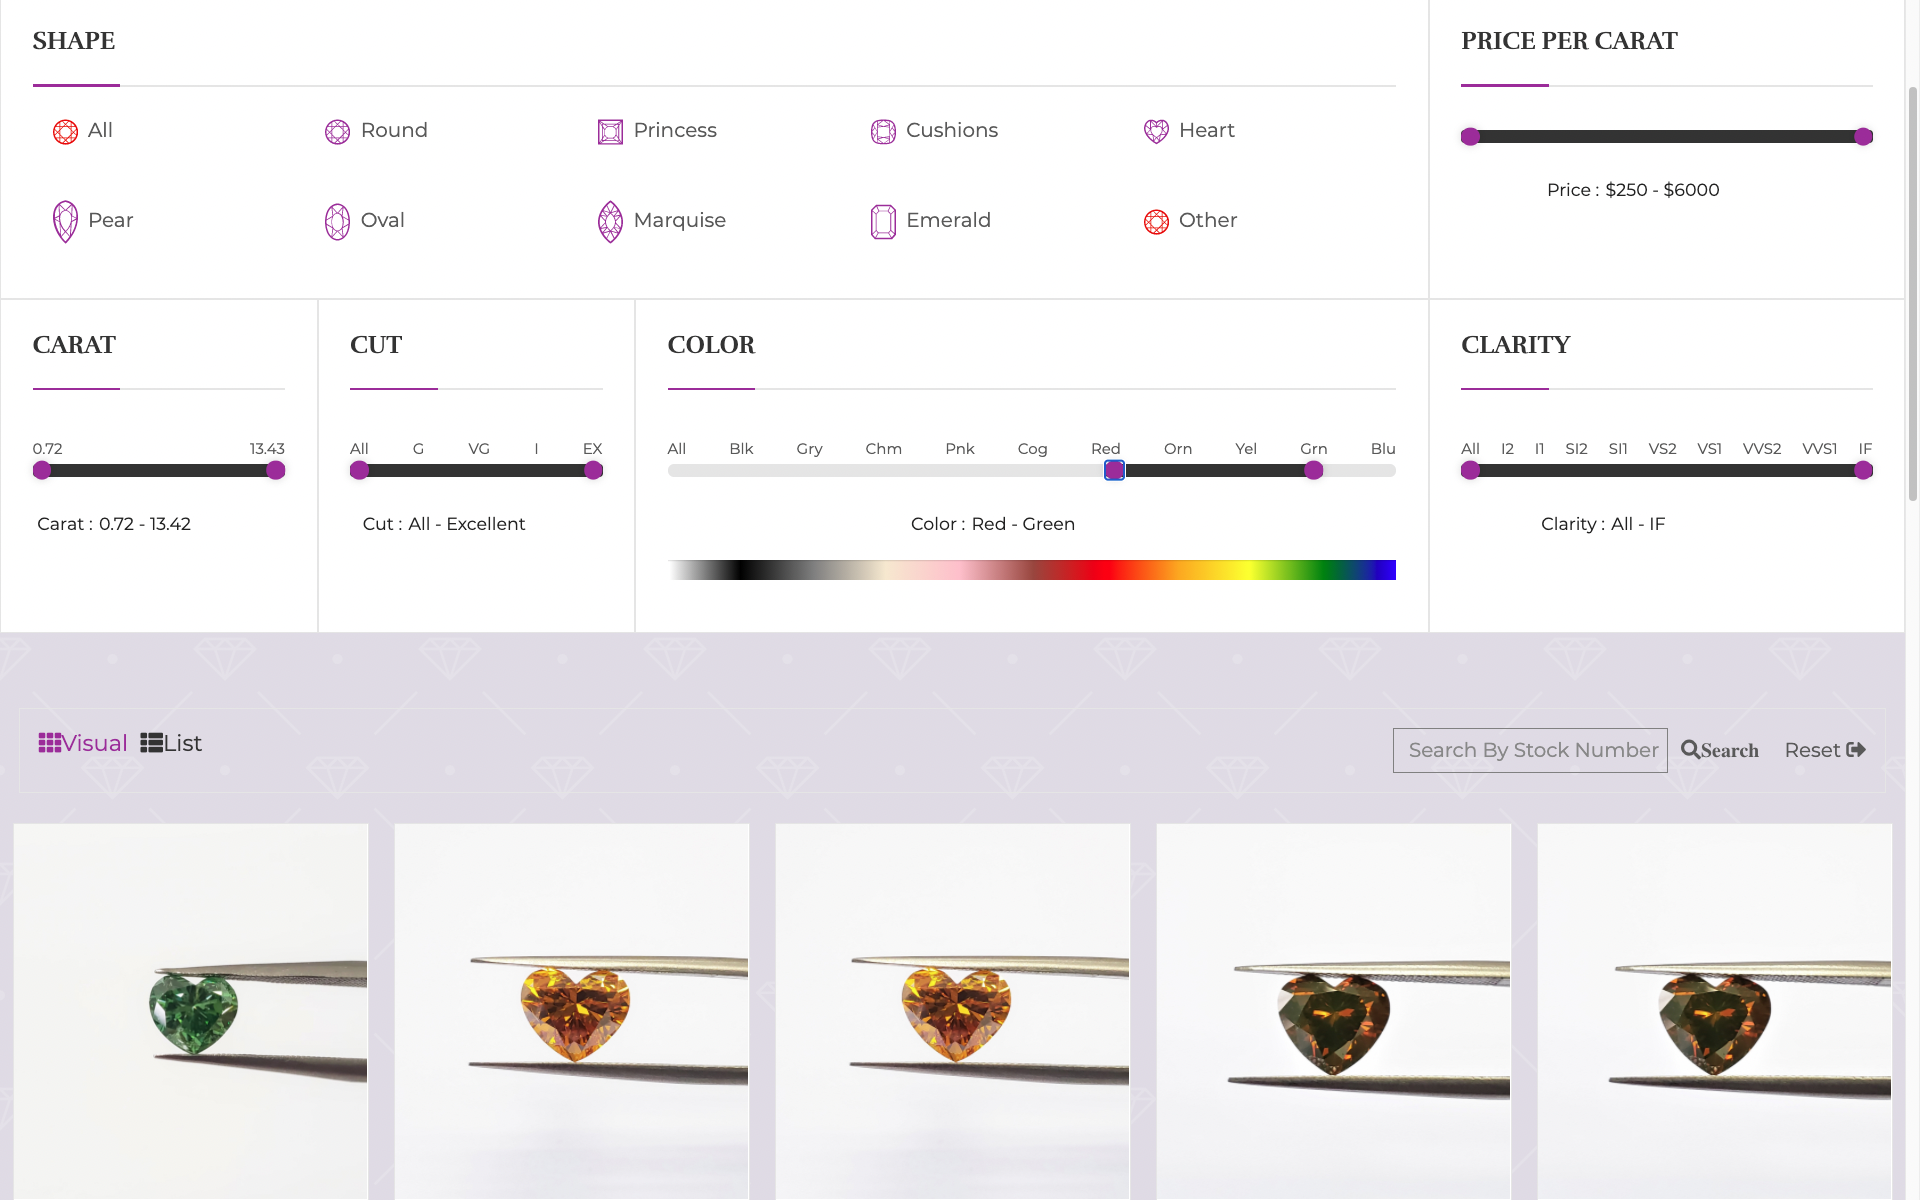 SHAPE
All
Round
Princess
Cushions
Heart
Pear
Oval
Marquise
Emerald
Other
PRICE PER CARAT
Price : $250 - $6000
CARAT
0.72 13.43
Carat : 0.72 - 13.42
CUT
All G VG I EX
Cut : All - Excellent
COLOR
All Blk Gry Chm Pnk Cog Red Orn Yel Grn Blu
Color : Red - Green
CLARITY
All I2 I1 SI2 SI1 VS2 VS1 VVS2 VVS1 IF
Clarity : All - IF
Visual List
Search By Stock Number
Search
Reset